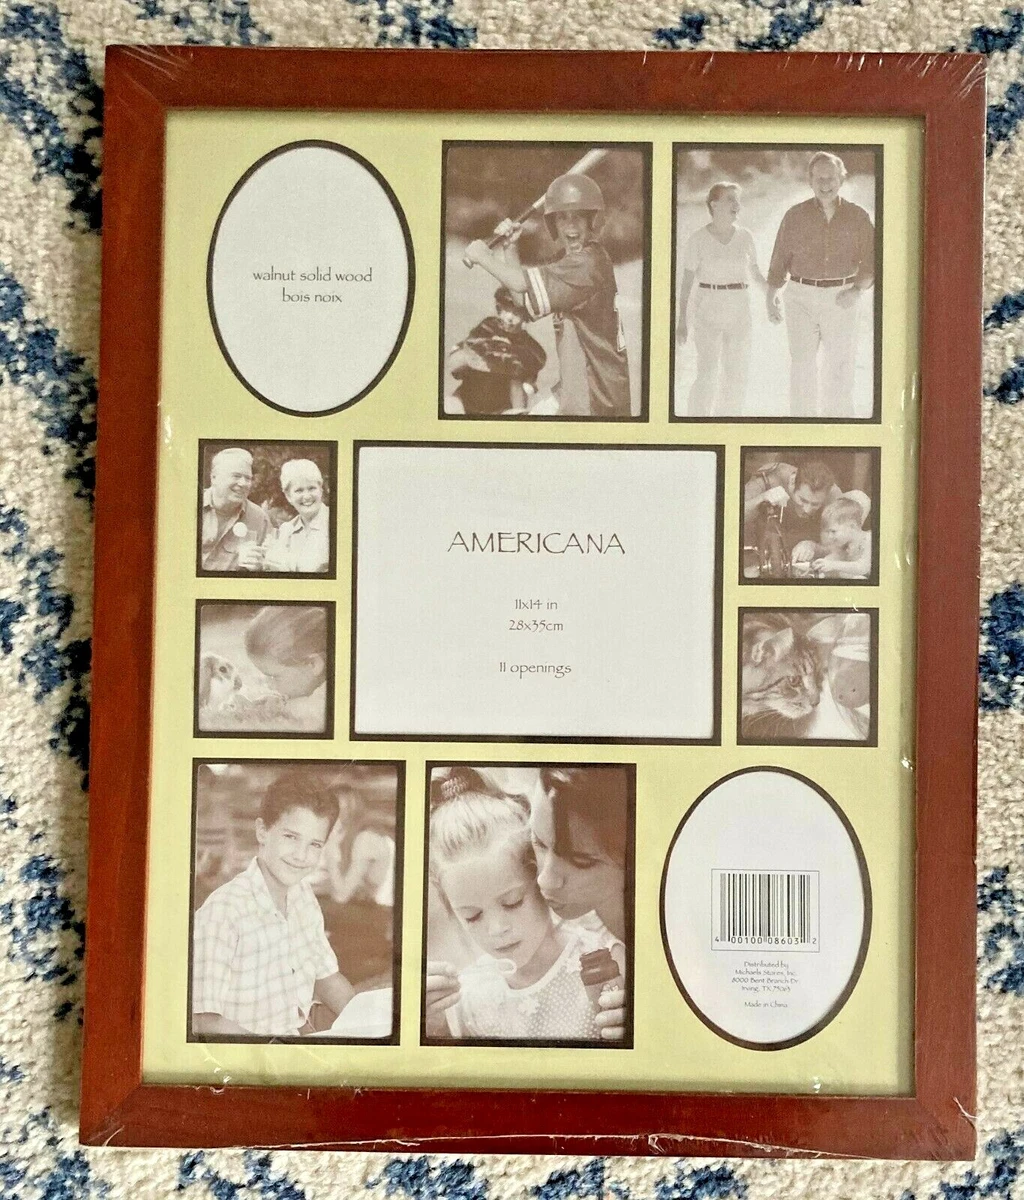 walnut solid wood
bois noix
AMERICANA
11x14 in
28x35cm
11 openings
4 00100 08603 2
Distributed by
Michaels Stores, Inc.
8000 Bent Branch Dr.
Irving, TX 75063
Made in China